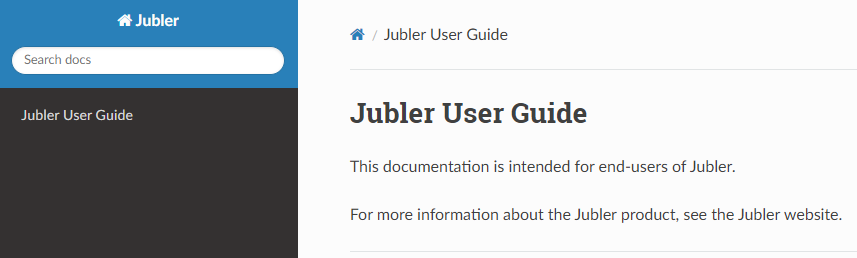 Jubler
Search docs
Jubler User Guide
/ Jubler User Guide
Jubler User Guide
This documentation is intended for end-users of Jubler.
For more information about the Jubler product, see the Jubler website.